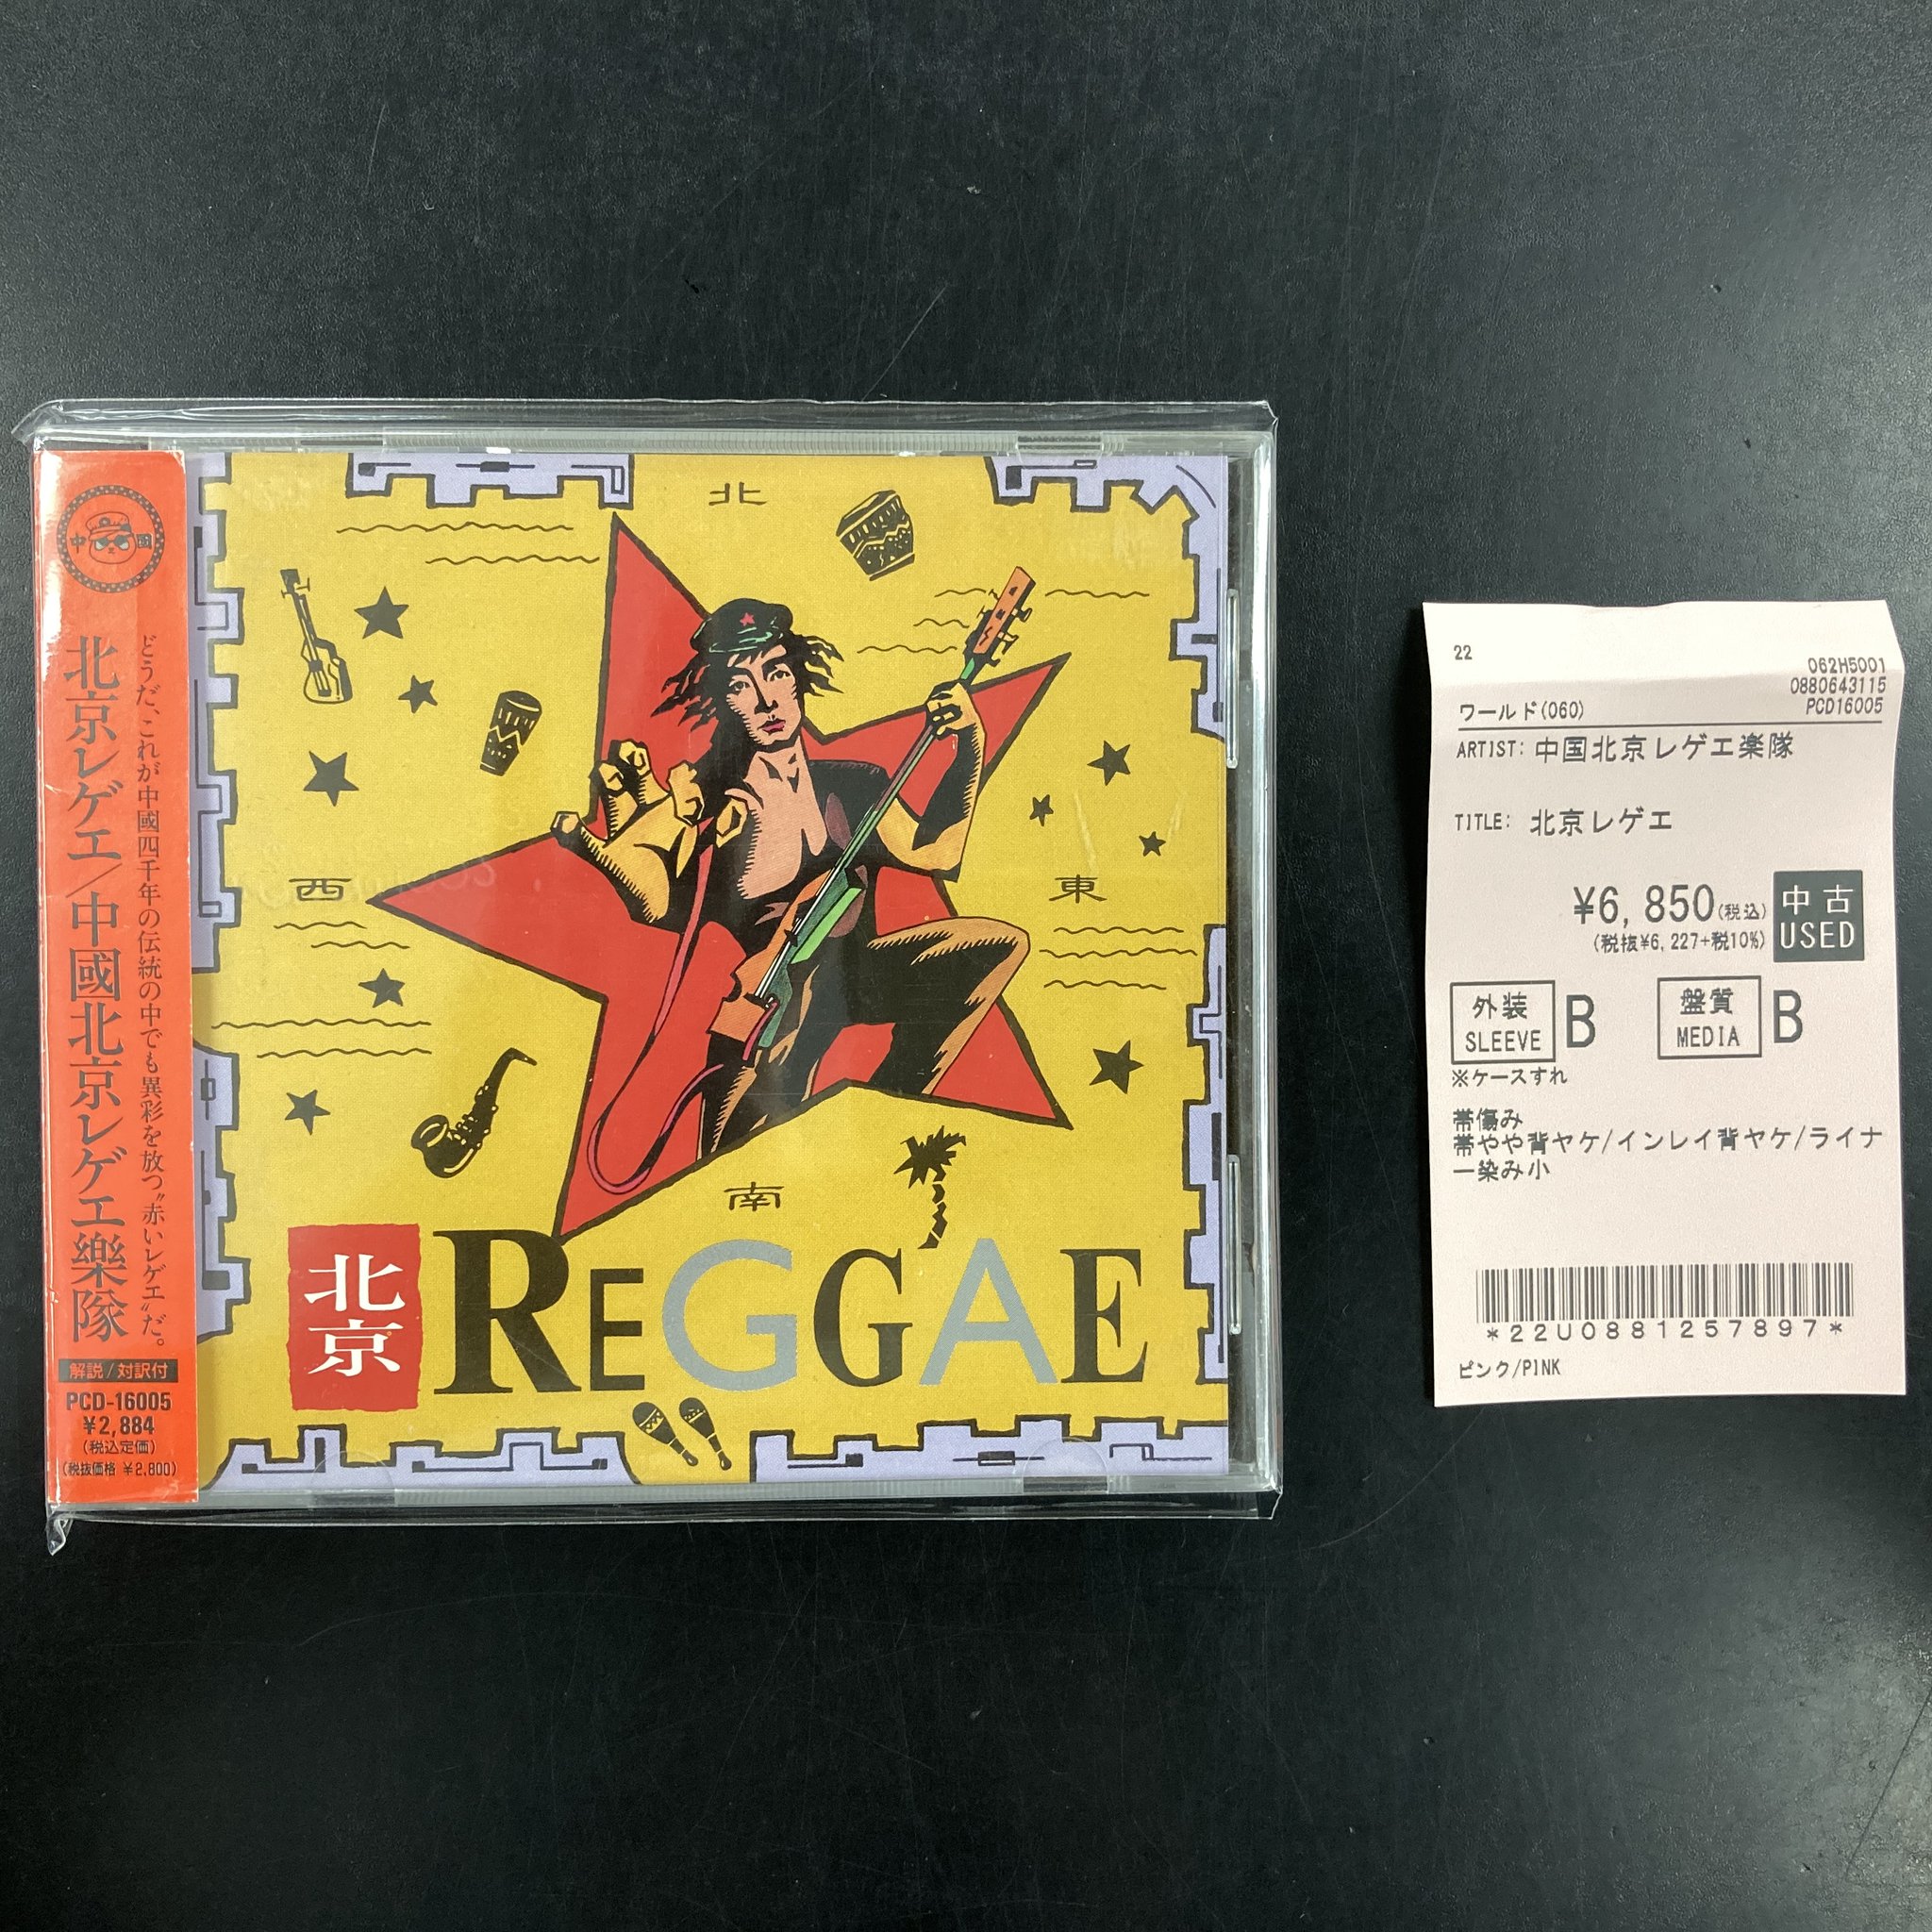 中国
北京レゲエ/中國北京レゲエ樂隊
どうだ、これが中國四千年の伝統の中でも異彩を放つ〝赤いレゲエ〟だ。
解説/対訳付
PCD-16005
¥2,884
(税込定価)
(税抜価格 ¥2,800)
北
西
東
南
北京 REGGAE
22
062H5001
0880643115
ワールド(060)
PCD16005
ARTIST: 中国北京レゲエ楽隊
TITLE: 北京レゲエ
¥6,850(税込)
(税抜¥6,227+税10%)
中古
USED
外装
SLEEVE
B
盤質
MEDIA
B
※ケースすれ
帯傷み
帯やや背ヤケ/インレイ背ヤケ/ライナ
ー染み小
*22U0881257897*
ピンク/PINK